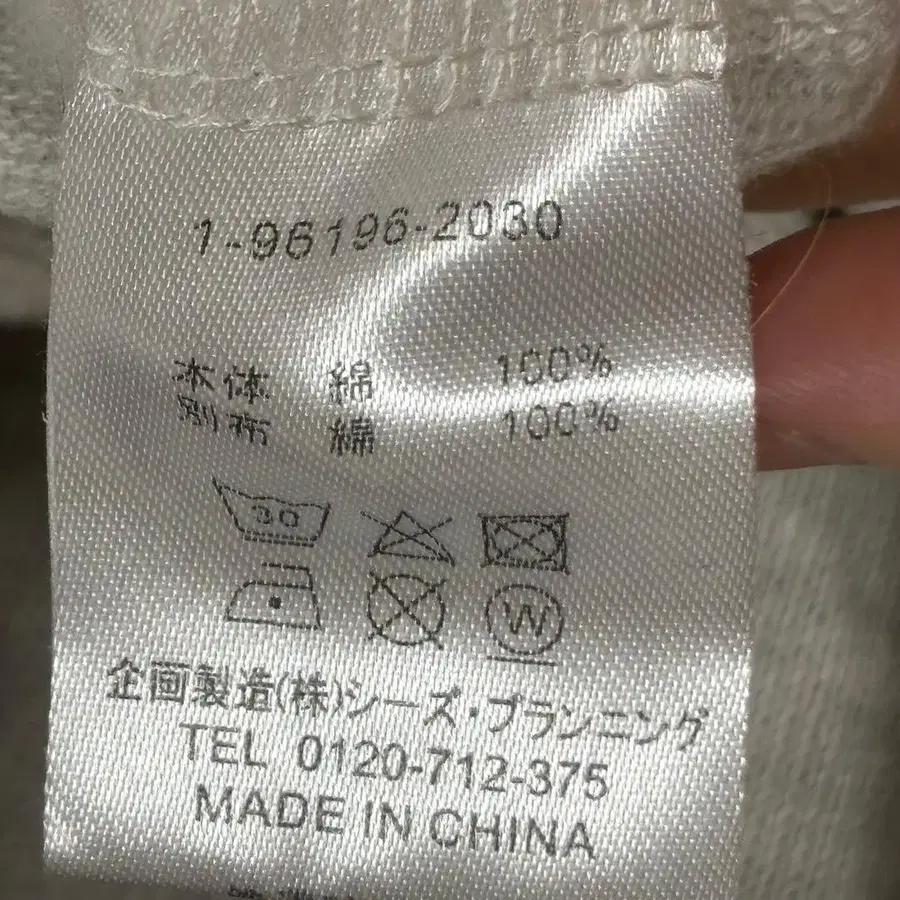 1-96196-2030
本体 綿 100%
別布 綿 100%
30
W
企画製造(株)シーズ・プランニング
TEL 0120-712-375
MADE IN CHINA